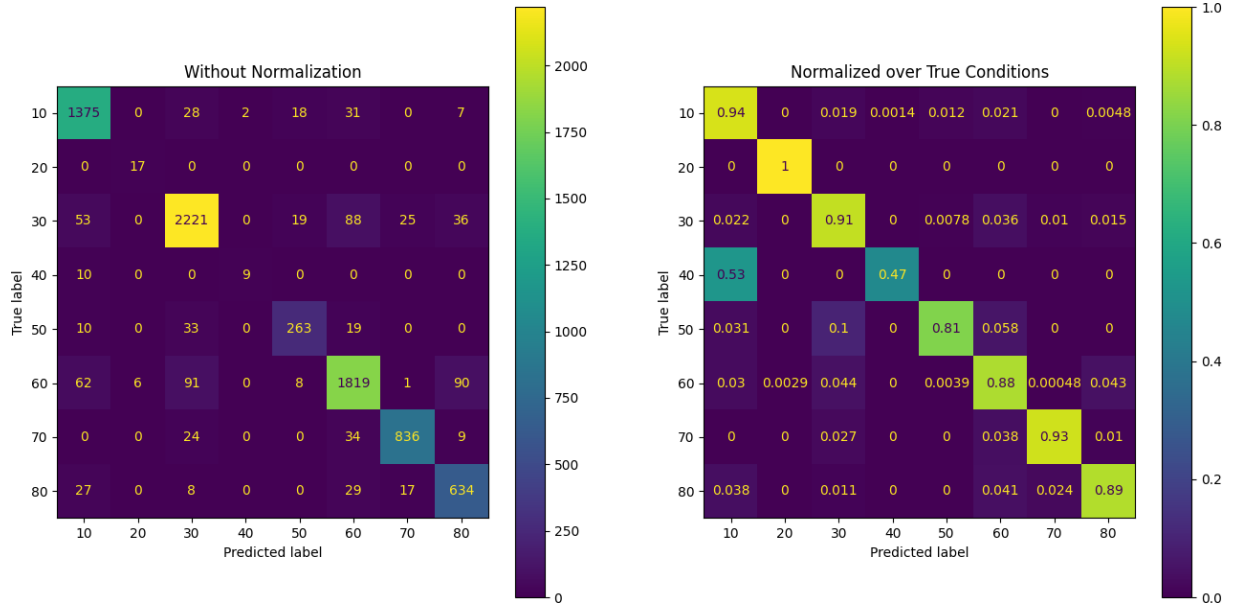 Without Normalization
10 1375 0 28 2 18 31 0 7
20 0 17 0 0 0 0 0 0
30 53 0 2221 0 19 88 25 36
40 10 0 0 9 0 0 0 0
50 10 0 33 0 263 19 0 0
60 62 6 91 0 8 1819 1 90
70 0 0 24 0 0 34 836 9
80 27 0 8 0 0 29 17 634
10 20 30 40 50 60 70 80
Predicted label
True label
2000
1750
1500
1250
1000
750
500
250
0
Normalized over True Conditions
10 0.94 0 0.019 0.0014 0.012 0.021 0 0.0048
20 0 1 0 0 0 0 0 0
30 0.022 0 0.91 0 0.0078 0.036 0.01 0.015
40 0.53 0 0 0.47 0 0 0 0
50 0.031 0 0.1 0 0.81 0.058 0 0
60 0.03 0.0029 0.044 0 0.0039 0.88 0.00048 0.043
70 0 0 0.027 0 0 0.038 0.93 0.01
80 0.038 0 0.011 0 0 0.041 0.024 0.89
10 20 30 40 50 60 70 80
Predicted label
True label
1.0
0.8
0.6
0.4
0.2
0.0